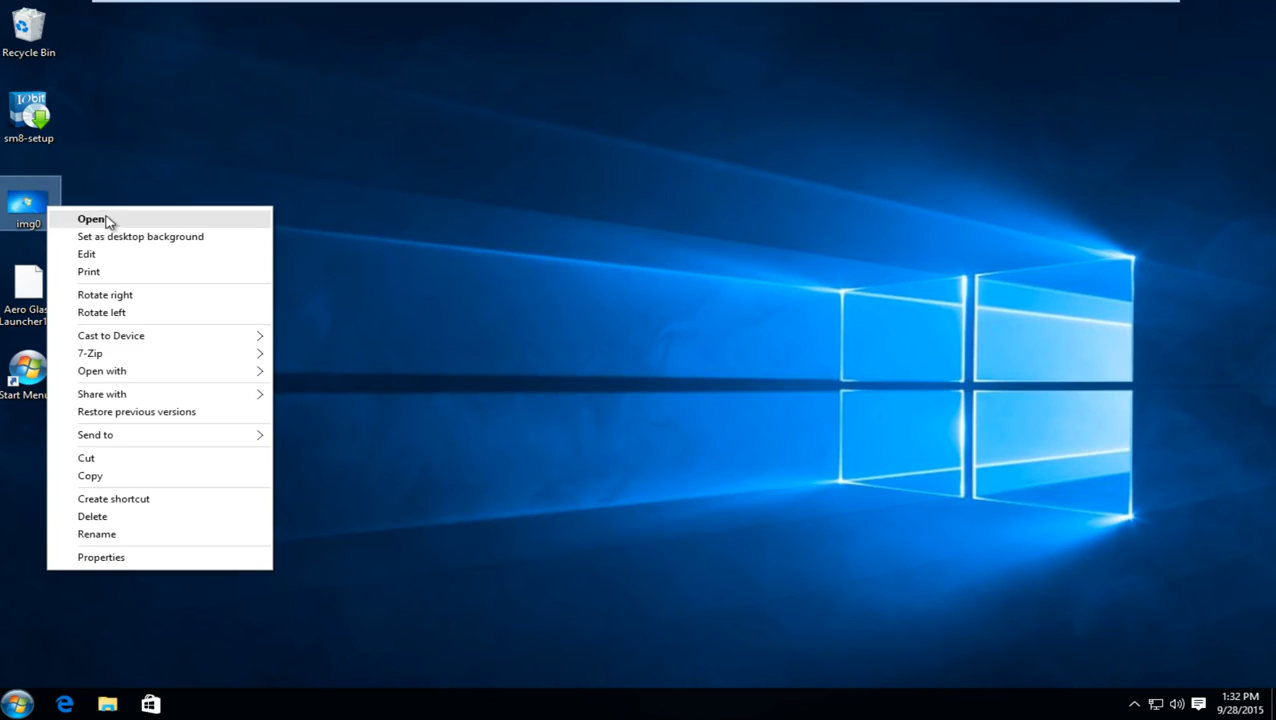 Recycle Bin
IObit
sm8-setup
img0
Aero Glas
Launcher1
Start Menu
Open
Set as desktop background
Edit
Print
Rotate right
Rotate left
Cast to Device
7-Zip
Open with
Share with
Restore previous versions
Send to
Cut
Copy
Create shortcut
Delete
Rename
Properties
1:32 PM
9/28/2015